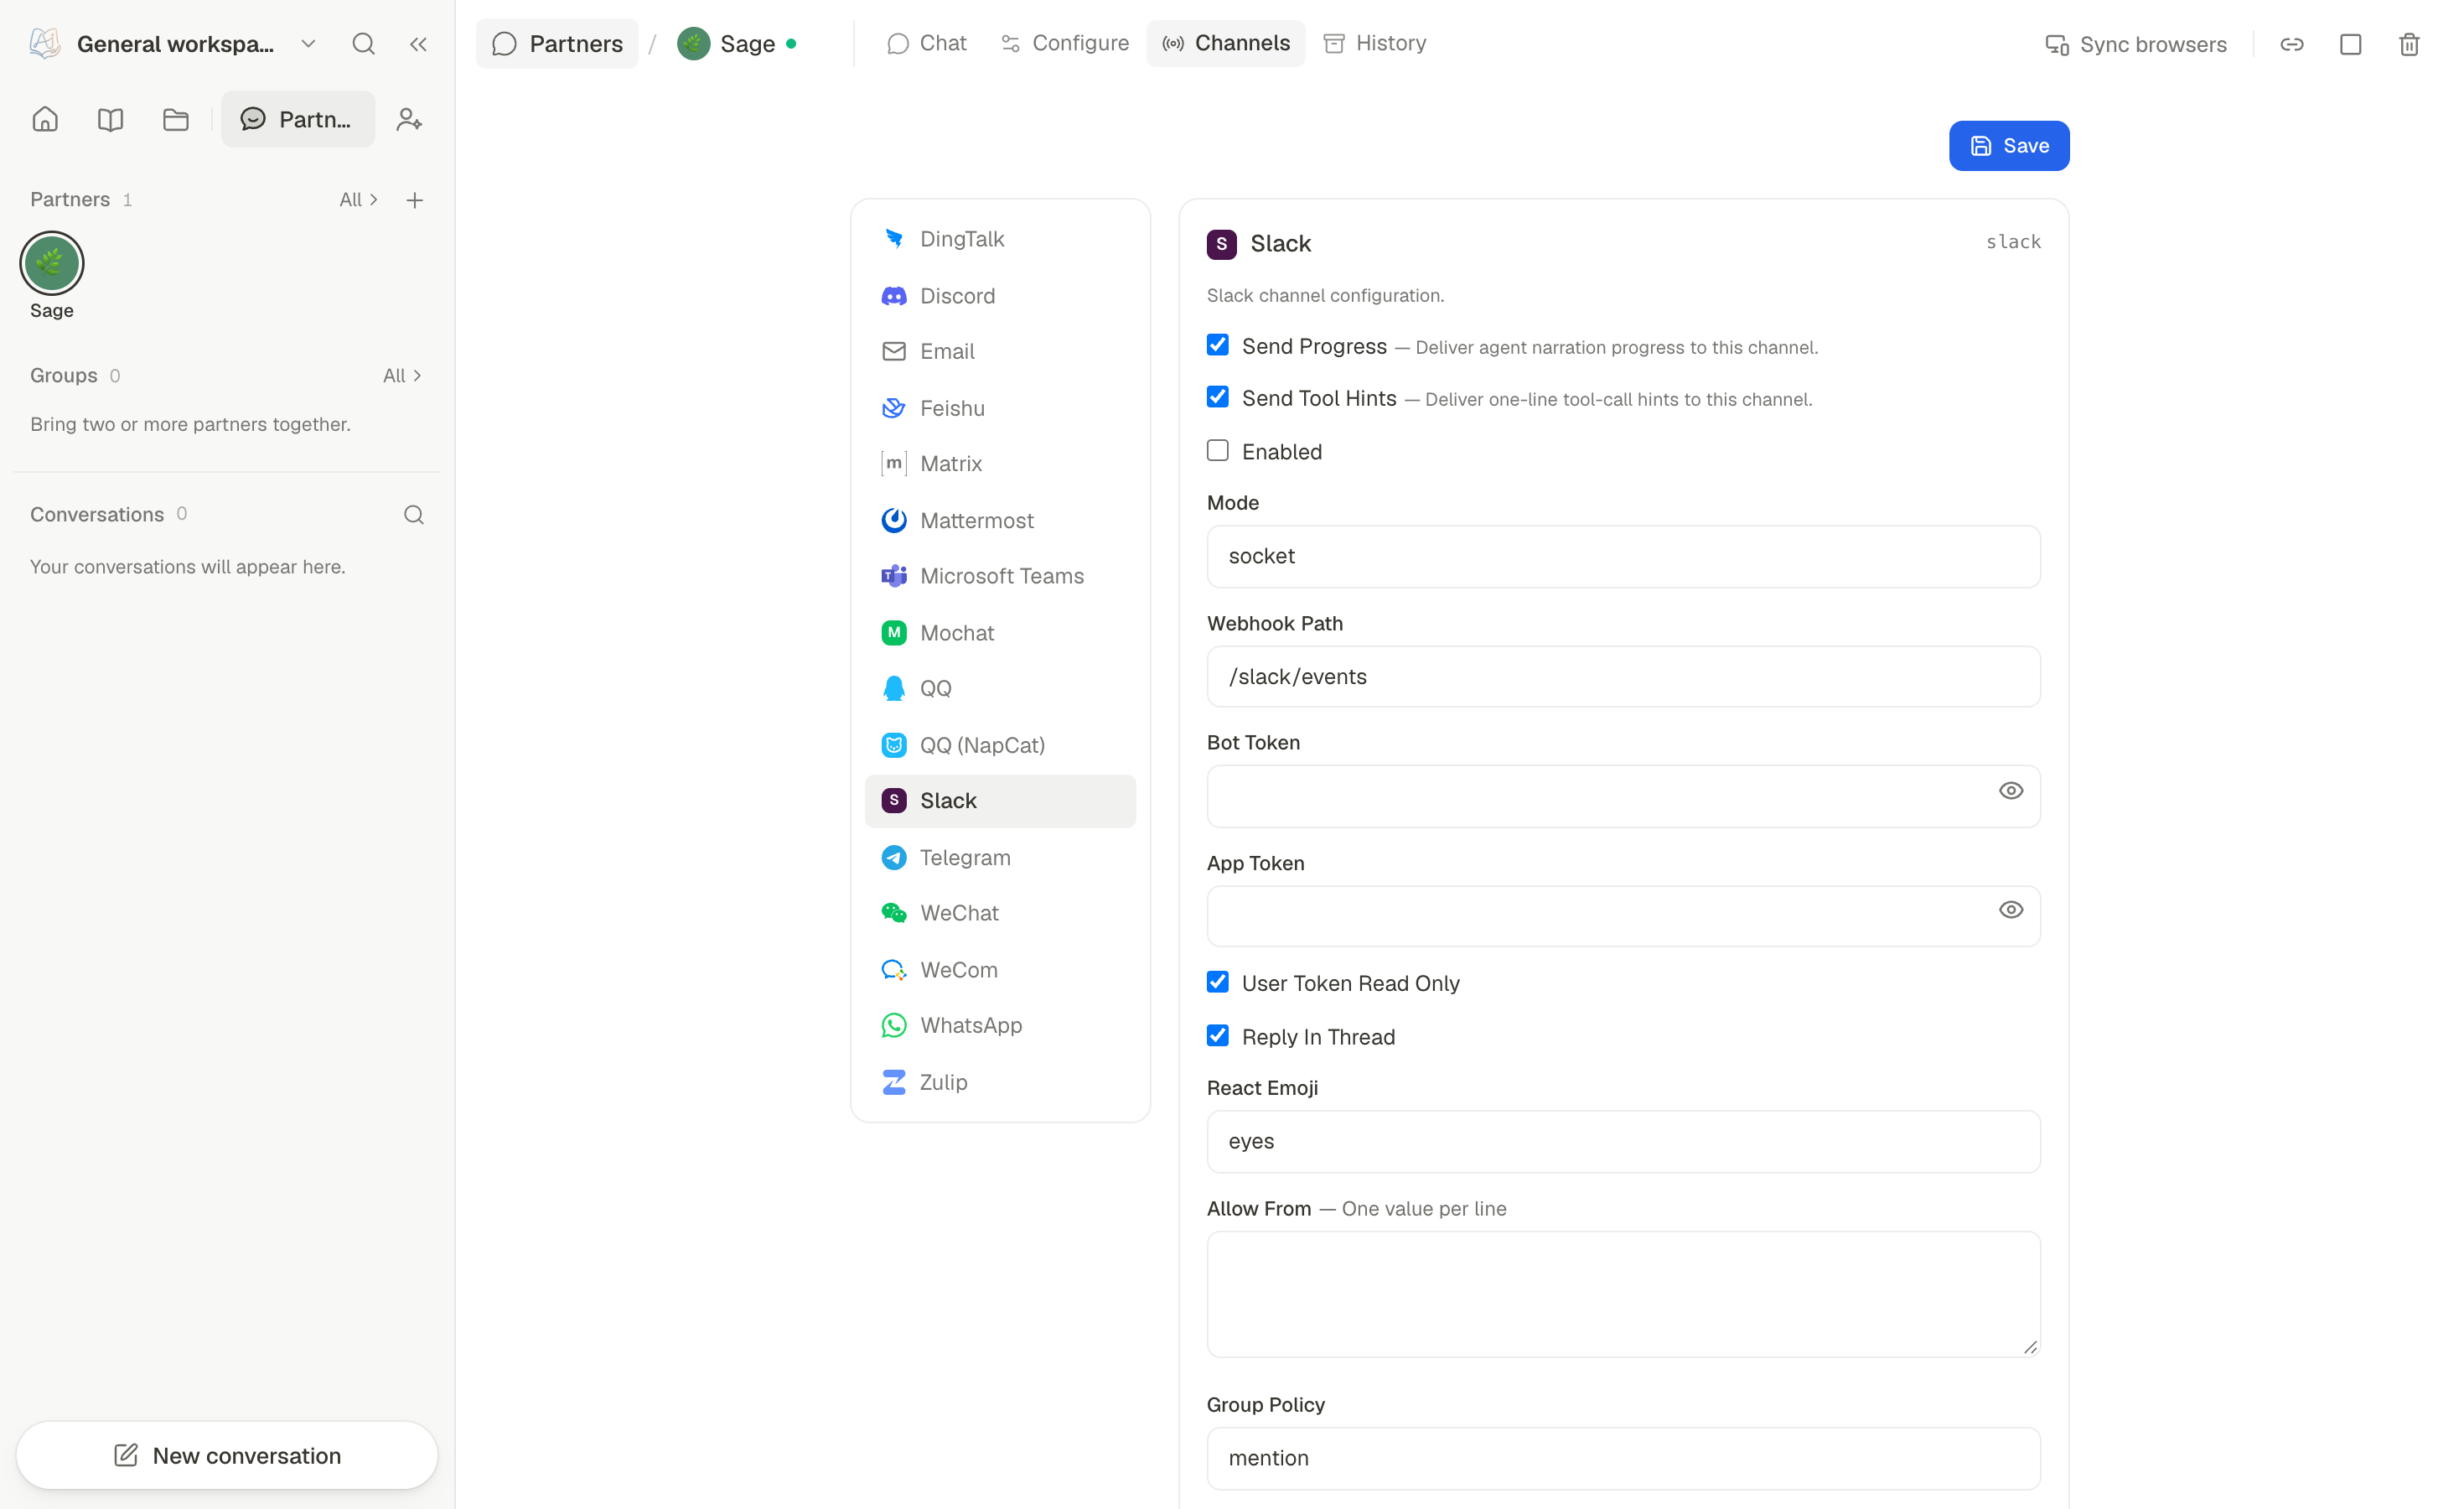 General workspa...
Partn...
Partners 1
All
Sage
Groups 0
All
Bring two or more partners together.
Conversations 0
Your conversations will appear here.
New conversation
Partners / Sage
Chat
Configure
Channels
History
Sync browsers
Save
DingTalk
Discord
Email
Feishu
[m] Matrix
Mattermost
Microsoft Teams
M Mochat
QQ
QQ (NapCat)
S Slack
Telegram
WeChat
WeCom
WhatsApp
Zulip
S Slack
slack
Slack channel configuration.
Send Progress — Deliver agent narration progress to this channel.
Send Tool Hints — Deliver one-line tool-call hints to this channel.
Enabled
Mode
socket
Webhook Path
/slack/events
Bot Token
App Token
User Token Read Only
Reply In Thread
React Emoji
eyes
Allow From — One value per line
Group Policy
mention